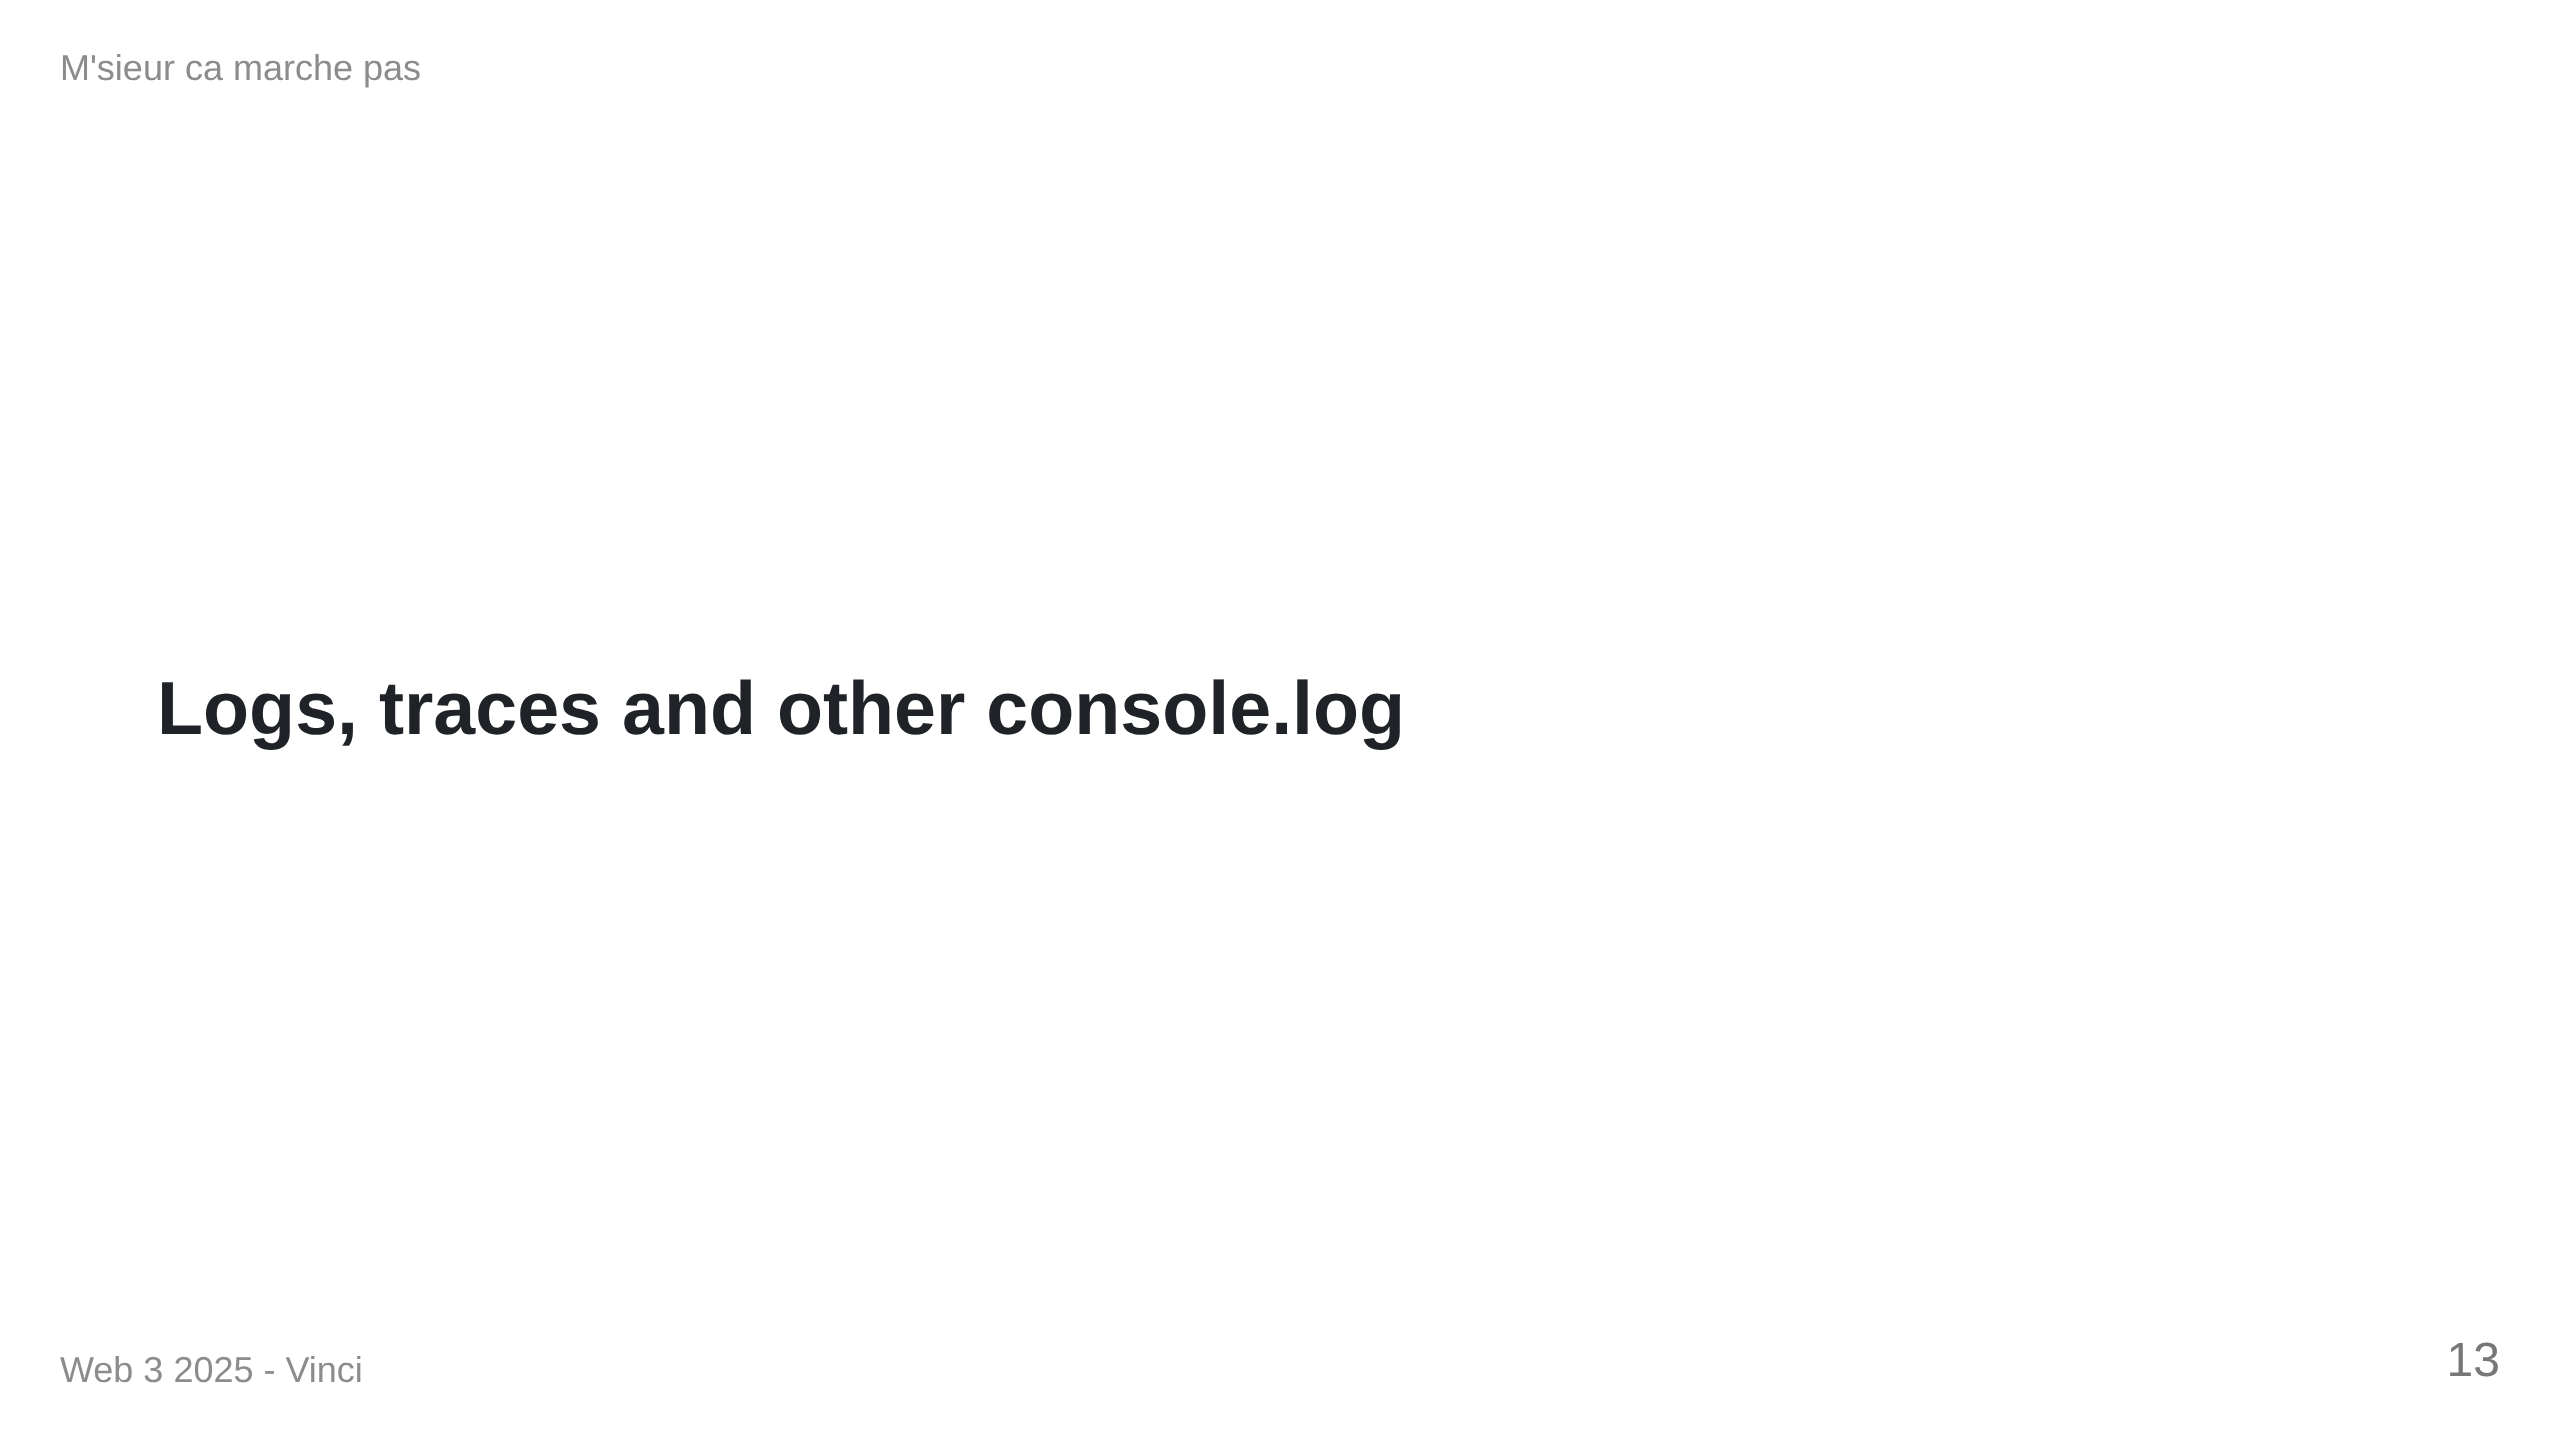 M'sieur ca marche pas
Logs, traces and other console.log
Web 3 2025 - Vinci
13